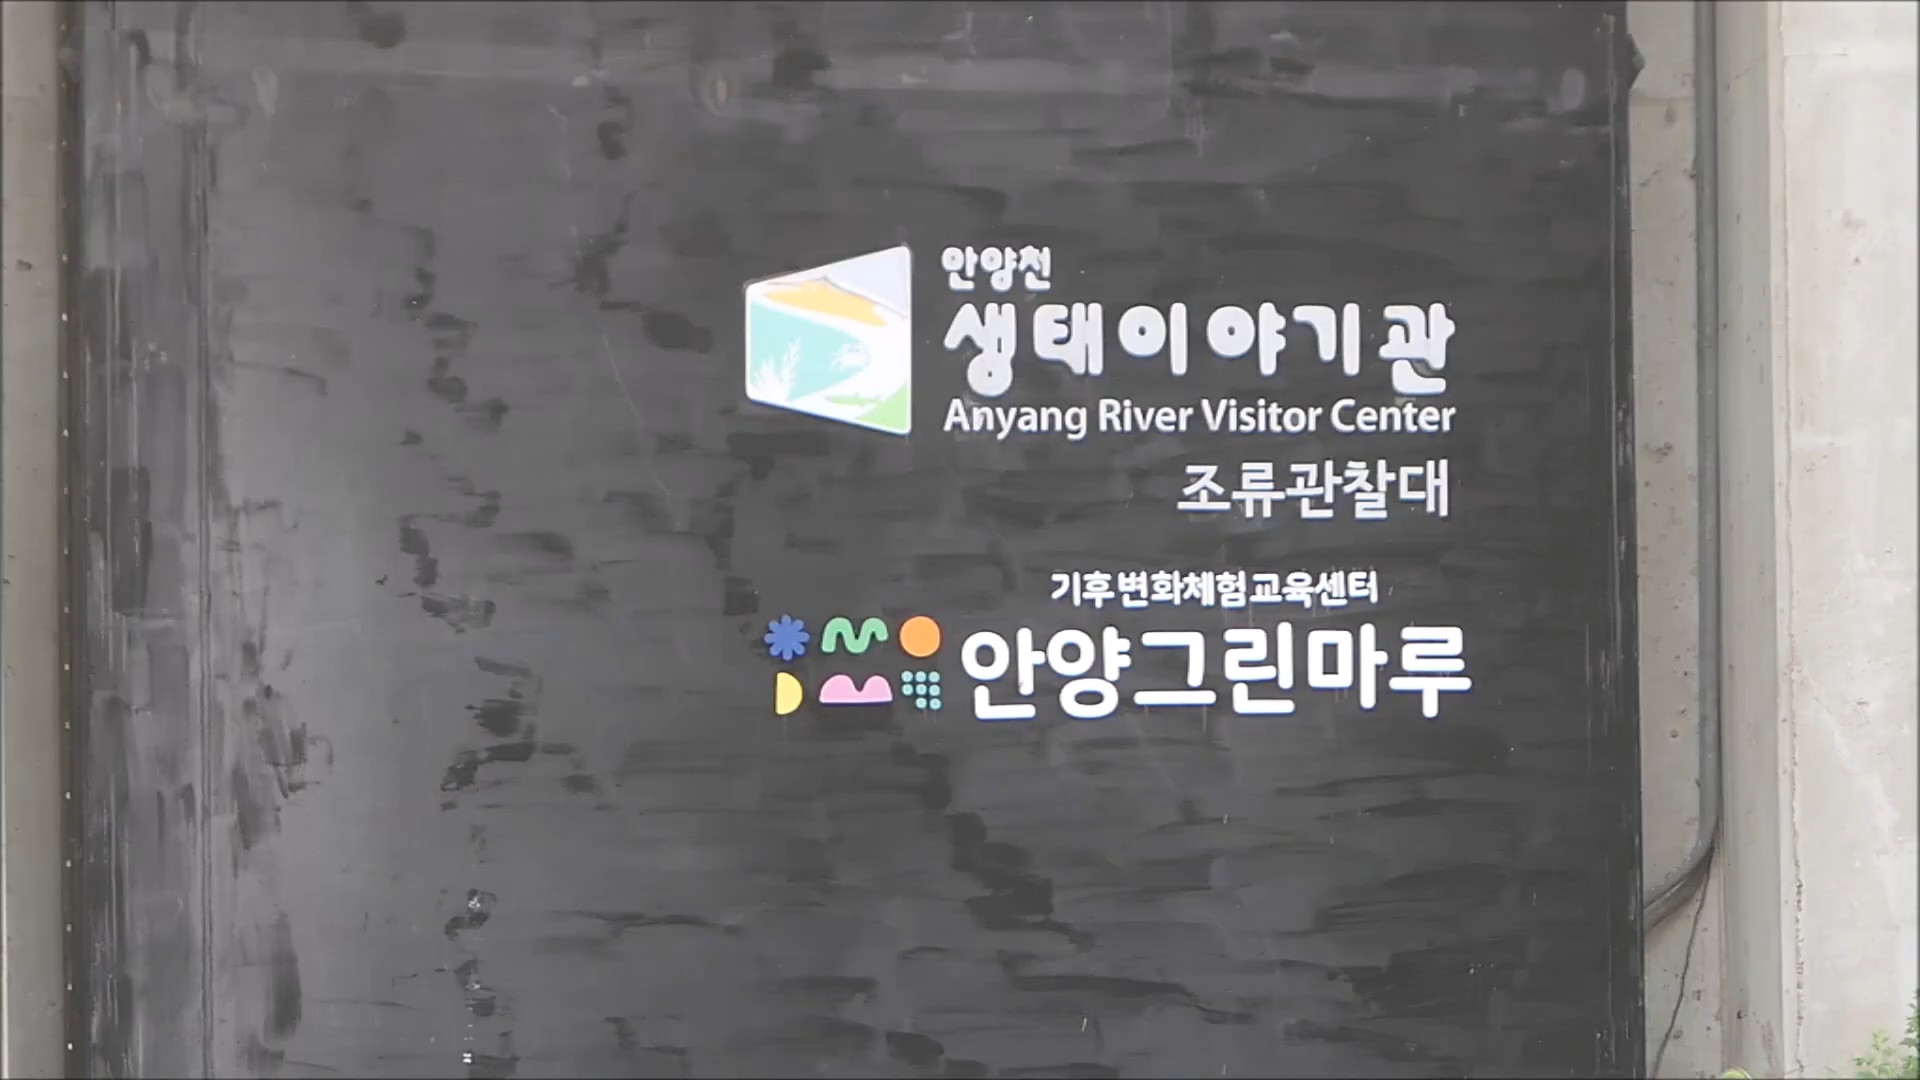 안양천
생태이야기관
Anyang River Visitor Center
조류관찰대
기후변화체험교육센터
안양그린마루